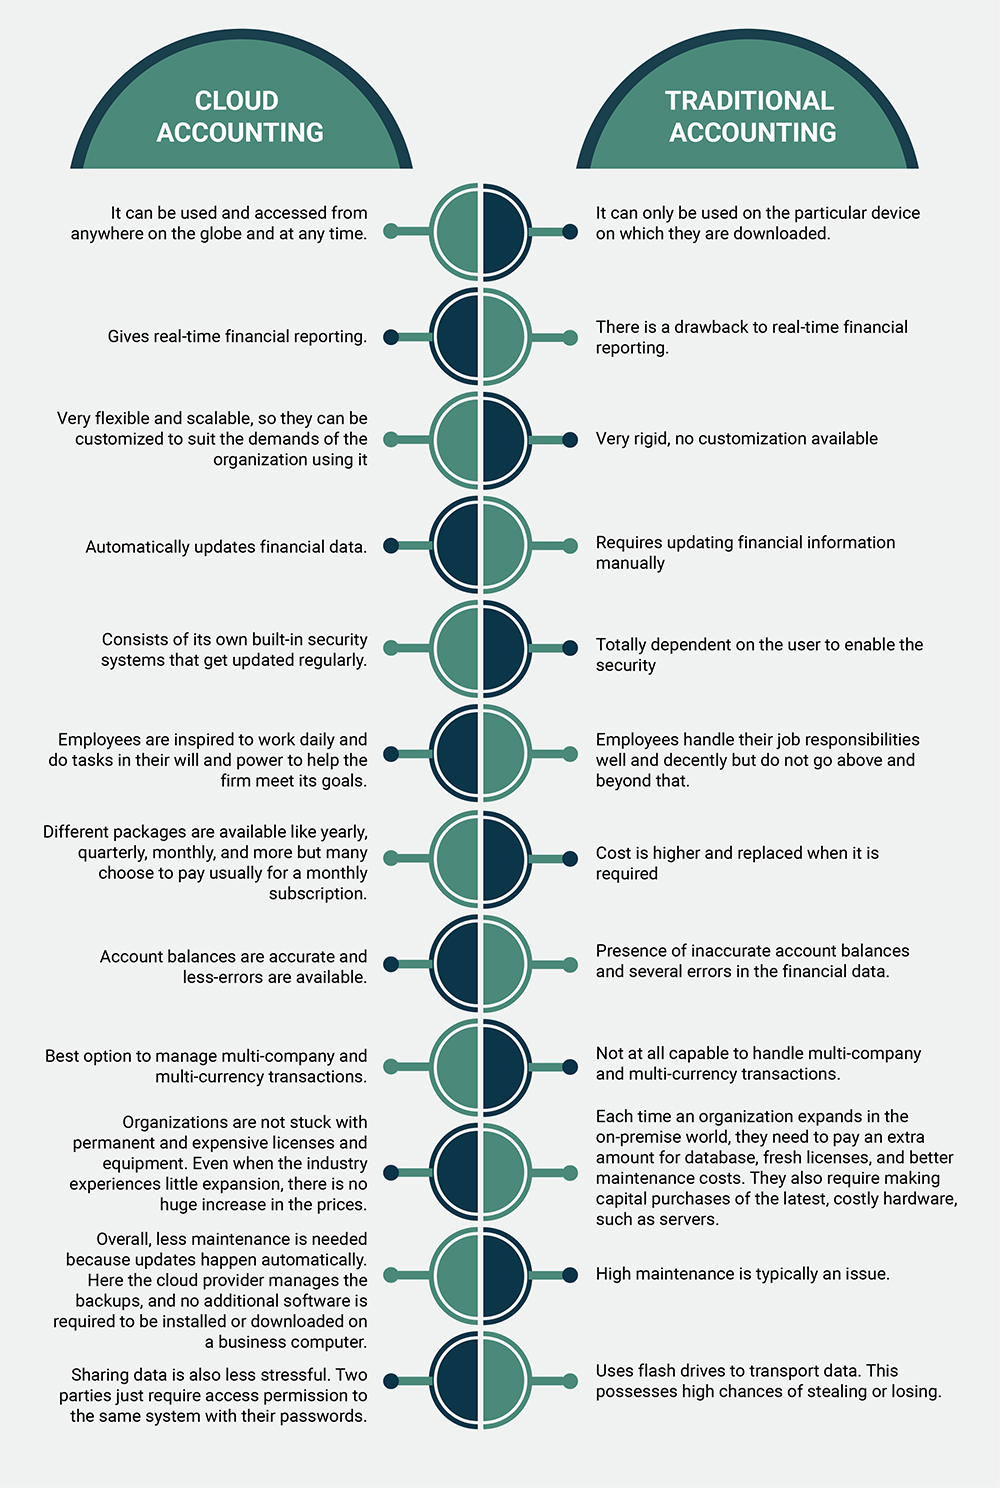 CLOUD
ACCOUNTING
TRADITIONAL
ACCOUNTING
It can be used and accessed from
anywhere on the globe and at any time.
It can only be used on the particular device
on which they are downloaded.
Gives real-time financial reporting.
There is a drawback to real-time financial
reporting.
Very flexible and scalable, so they can be
customized to suit the demands of the
organization using it
Very rigid, no customization available
Automatically updates financial data.
Requires updating financial information
manually
Consists of its own built-in security
systems that get updated regularly.
Totally dependent on the user to enable the
security
Employees are inspired to work daily and
do tasks in their will and power to help the
firm meet its goals.
Employees handle their job responsibilities
well and decently but do not go above and
beyond that.
Different packages are available like yearly,
quarterly, monthly, and more but many
choose to pay usually for a monthly
subscription.
Cost is higher and replaced when it is
required
Account balances are accurate and
less-errors are available.
Presence of inaccurate account balances
and several errors in the financial data.
Best option to manage multi-company and
multi-currency transactions.
Not at all capable to handle multi-company
and multi-currency transactions.
Organizations are not stuck with
permanent and expensive licenses and
equipment. Even when the industry
experiences little expansion, there is no
huge increase in the prices.
Each time an organization expands in the
on-premise world, they need to pay an extra
amount for database, fresh licenses, and better
maintenance costs. They also require making
capital purchases of the latest, costly hardware,
such as servers.
Overall, less maintenance is needed
because updates happen automatically.
Here the cloud provider manages the
backups, and no additional software is
required to be installed or downloaded on
a business computer.
High maintenance is typically an issue.
Sharing data is also less stressful. Two
parties just require access permission to
the same system with their passwords.
Uses flash drives to transport data. This
possesses high chances of stealing or losing.